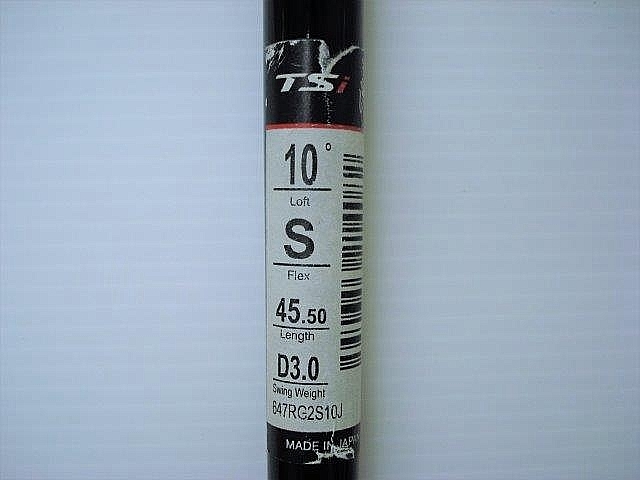 TSi
10°
Loft
S
Flex
45.50
Length
D3.0
Swing Weight
647RG2S10J
MADE IN JAPAN